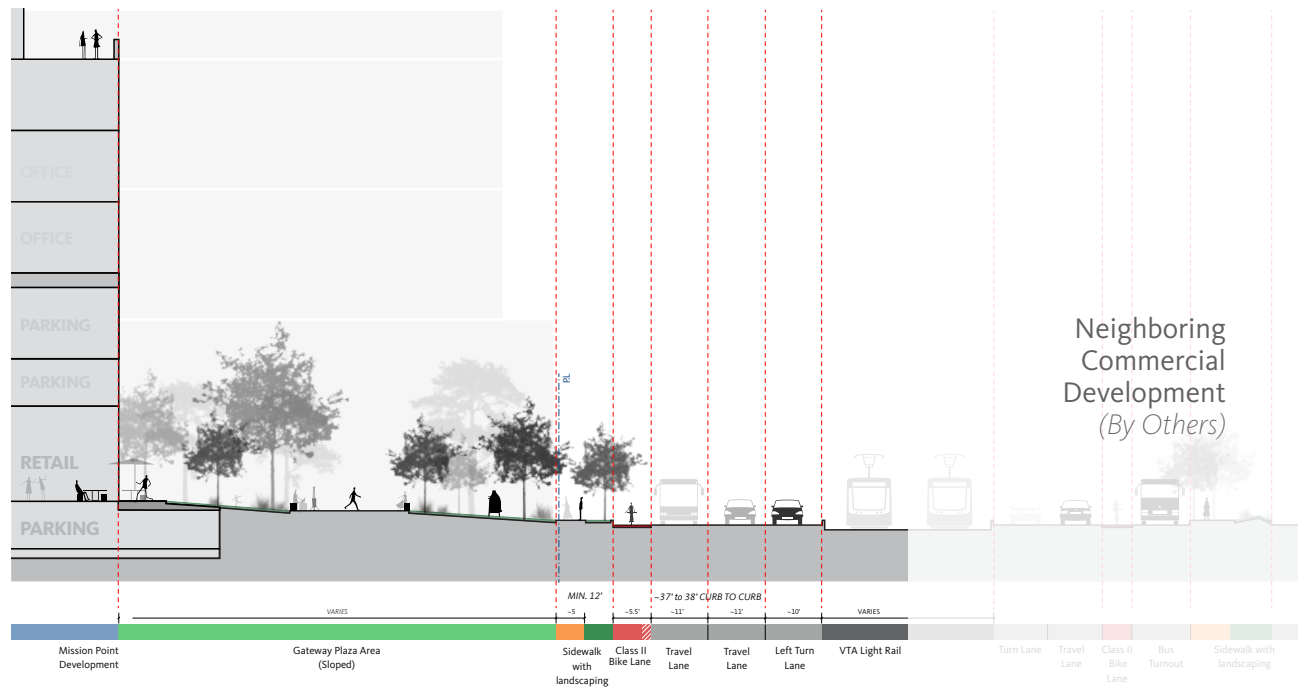 OFFICE
OFFICE
PARKING
PARKING
RETAIL
PARKING
PL
Neighboring
Commercial
Development
(By Others)
MIN. 12'
~37' to 38' CURB TO CURB
VARIES
~5
~5.5'
~11'
~11'
~10'
VARIES
Mission Point
Development
Gateway Plaza Area
(Sloped)
Sidewalk
with
landscaping
Class II
Bike Lane
Travel
Lane
Travel
Lane
Left Turn
Lane
VTA Light Rail
Turn Lane
Travel
Lane
Class II
Bike
Lane
Bus
Turnout
Sidewalk with
landscaping